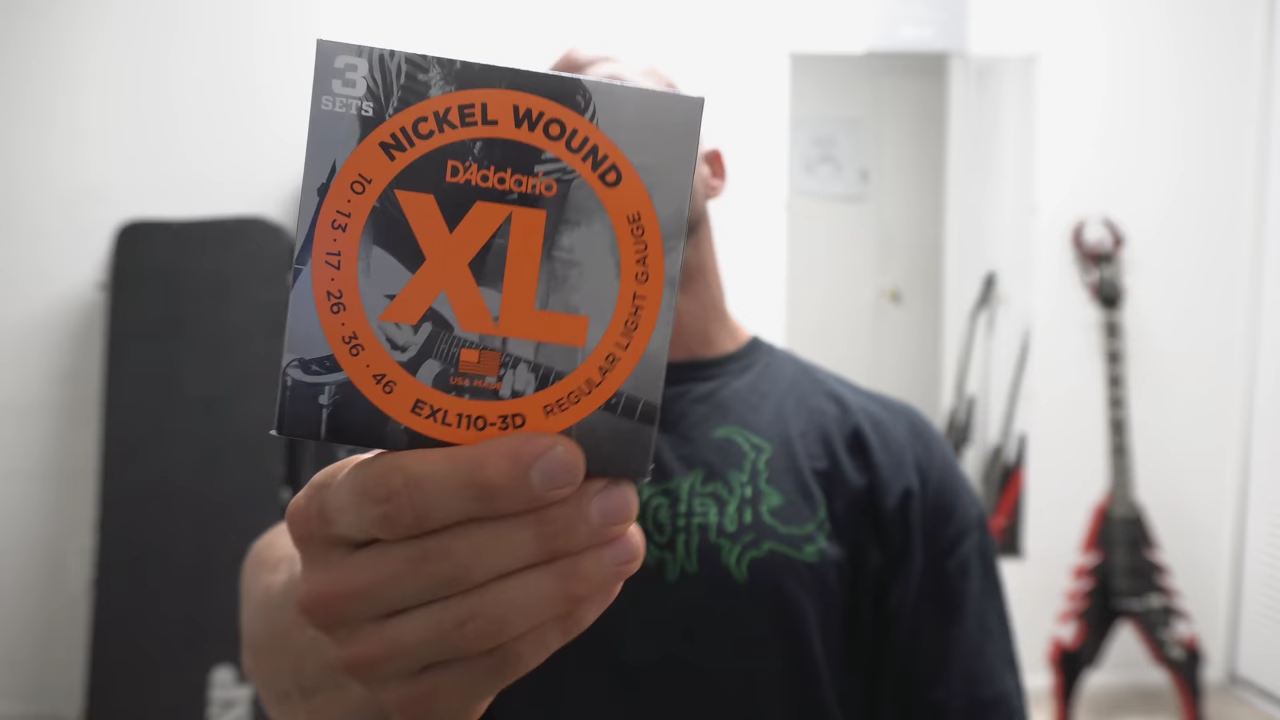 3
SETS
NICKEL WOUND
D'Addario
XL
10 · 13 · 17 · 26 · 36 · 46
REGULAR LIGHT GAUGE
USA MADE
EXL110-3D